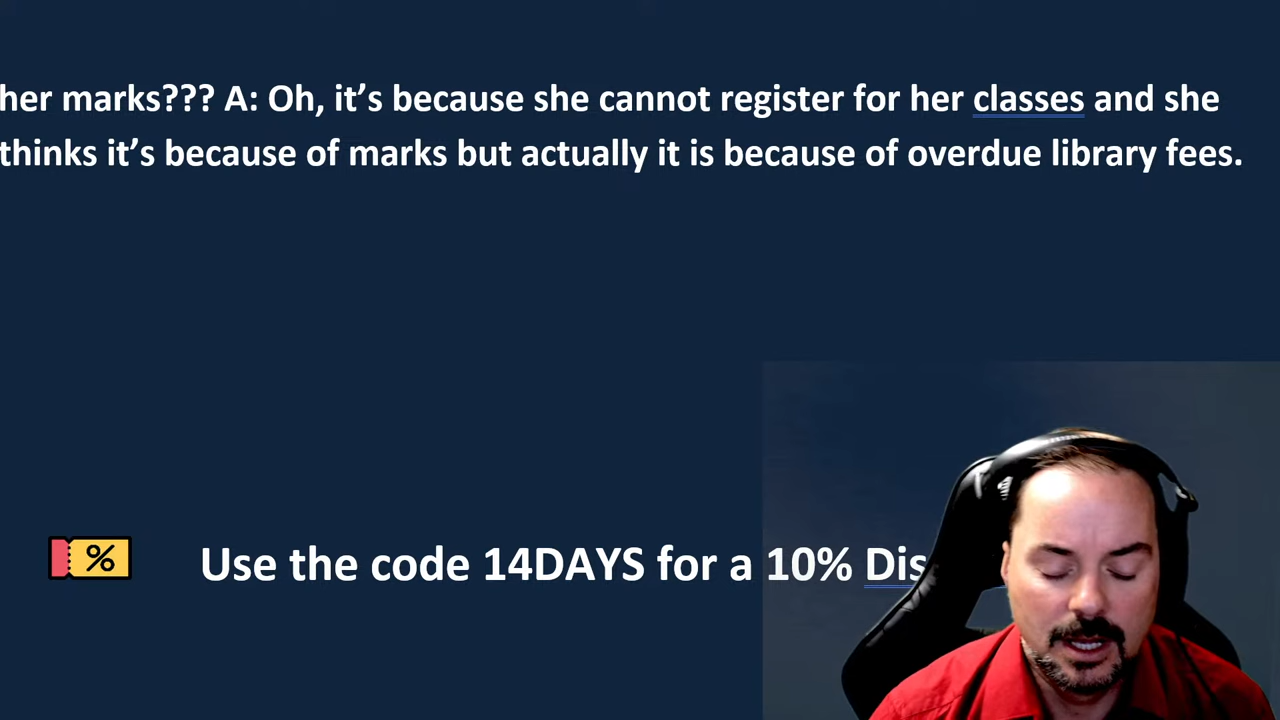 her marks??? A: Oh, it’s because she cannot register for her classes and she
thinks it’s because of marks but actually it is because of overdue library fees.
%
Use the code 14DAYS for a 10% Dis